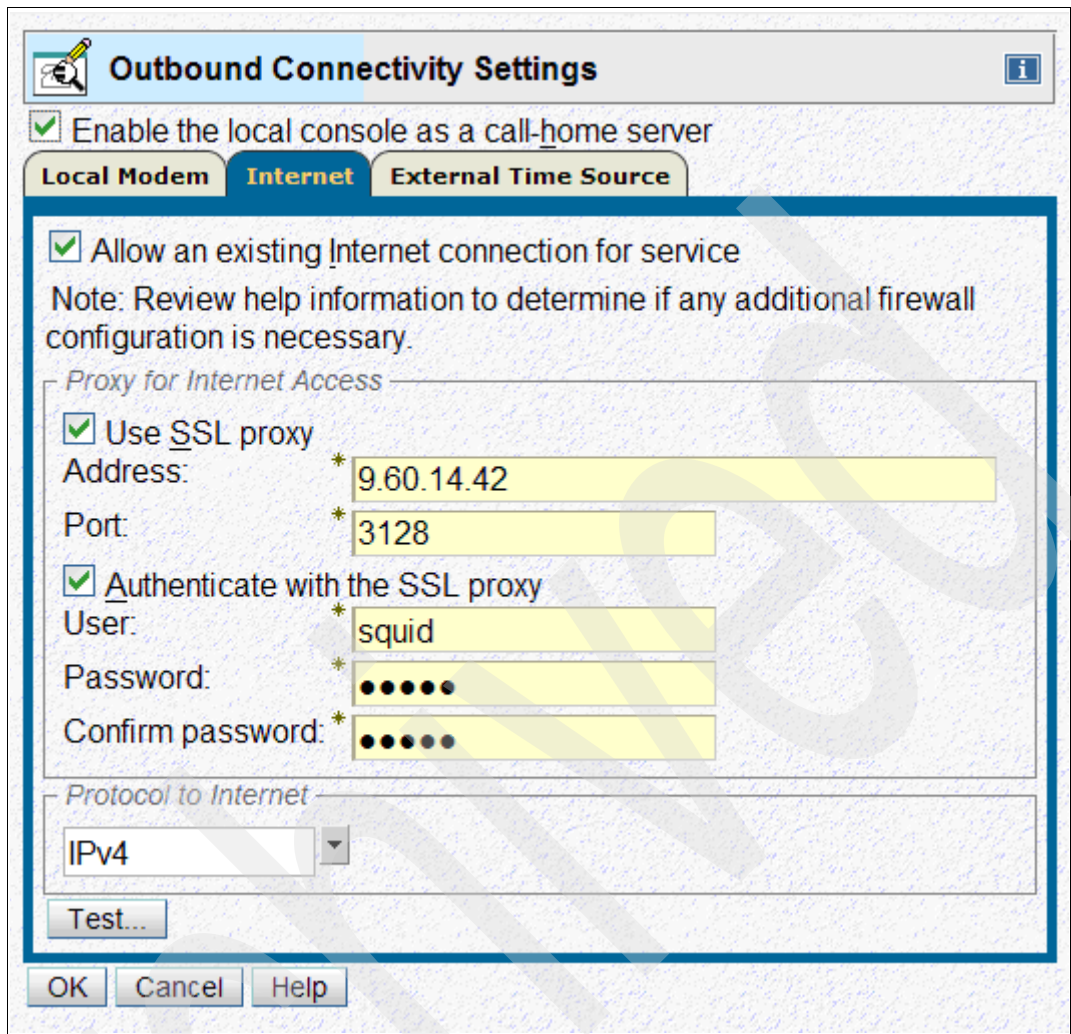 Outbound Connectivity Settings
Enable the local console as a call-home server
Local Modem Internet External Time Source
Allow an existing Internet connection for service
Note: Review help information to determine if any additional firewall
configuration is necessary.
Proxy for Internet Access
Use SSL proxy
Address: * 9.60.14.42
Port: * 3128
Authenticate with the SSL proxy
User: * squid
Password: * ●●●●●
Confirm password: * ●●●●●
Protocol to Internet
IPv4
Test...
OK Cancel Help